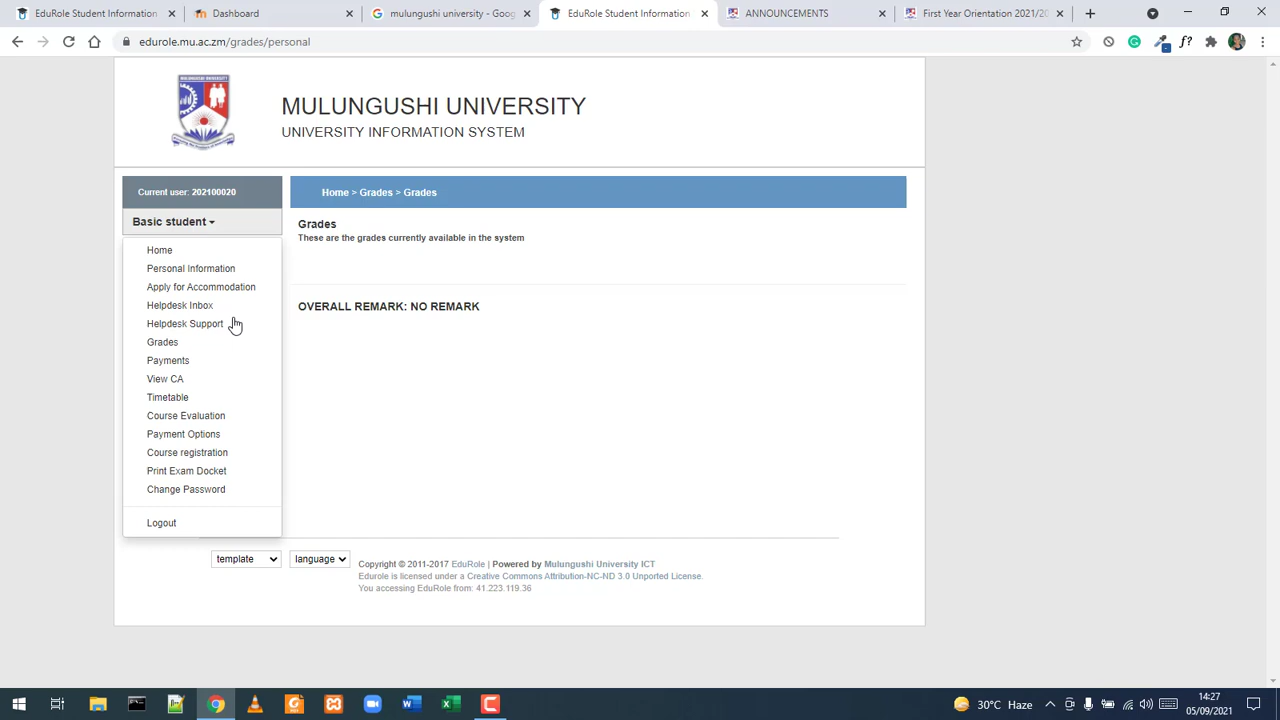 EduRole Student Information
Dashboard
mulungushi unversity - Goog
EduRole Student Information
ANNOUNCEMENTS
First Year Orientation 2021/20
edurole.mu.ac.zm/grades/personal
MULUNGUSHI UNIVERSITY
UNIVERSITY INFORMATION SYSTEM
Current user: 202100020
Home > Grades > Grades
Basic student
Grades
These are the grades currently available in the system
Home
Personal Information
Apply for Accommodation
Helpdesk Inbox
OVERALL REMARK: NO REMARK
Helpdesk Support
Grades
Payments
View CA
Timetable
Course Evaluation
Payment Options
Course registration
Print Exam Docket
Change Password
Logout
template
language
Copyright © 2011-2017 EduRole | Powered by Mulungushi University ICT
Edurole is licensed under a Creative Commons Attribution-NC-ND 3.0 Unported License.
You accessing EduRole from: 41.223.119.36
30°C Haze
14:27
05/09/2021